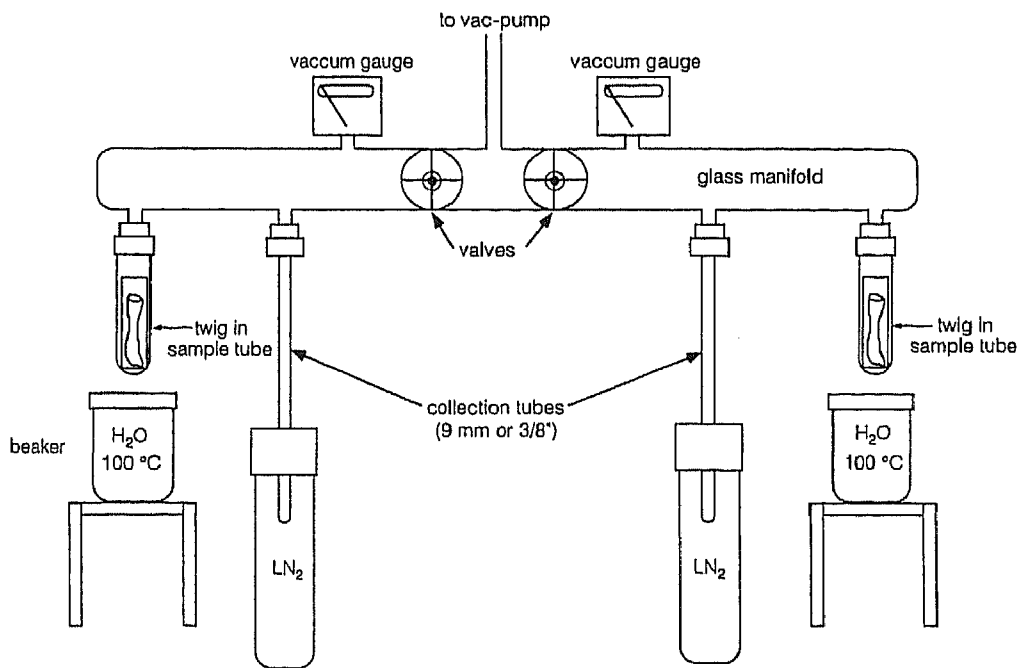 to vac-pump
vaccum gauge
vaccum gauge
glass manifold
valves
twig in
sample tube
twig in
sample tube
collection tubes
(9 mm or 3/8")
beaker
H₂O
100 °C
H₂O
100 °C
LN₂
LN₂